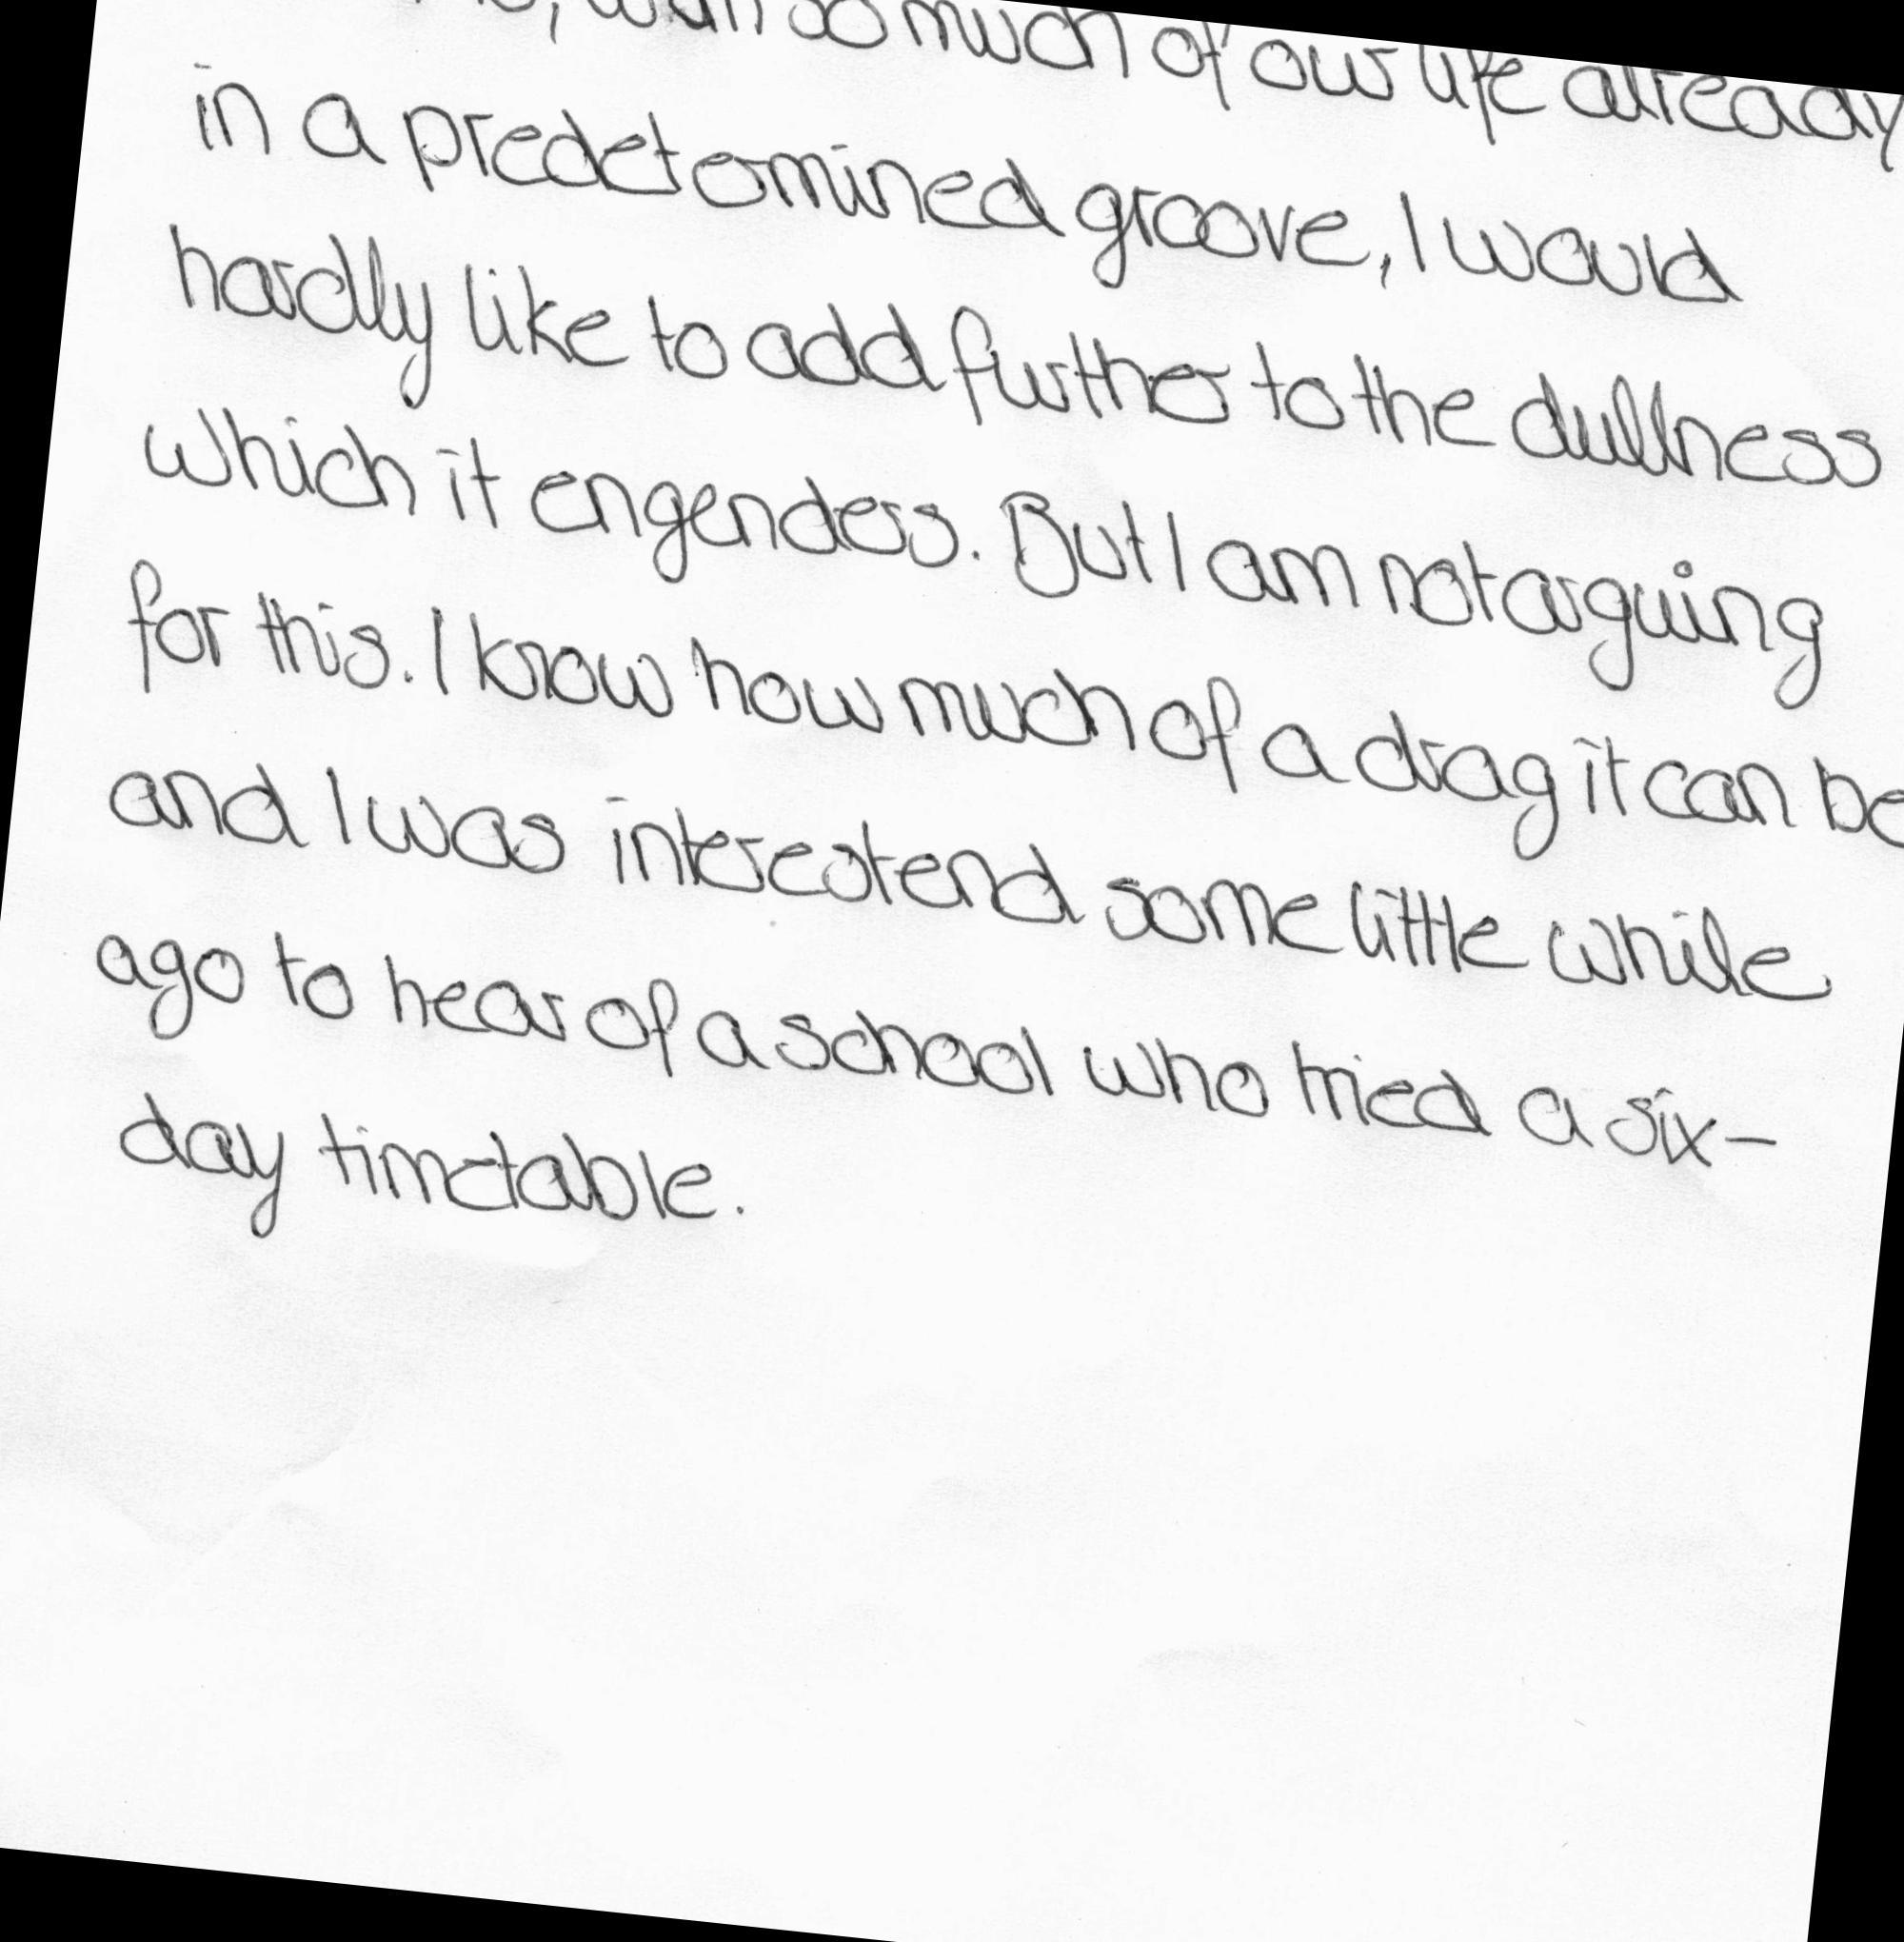 with so much of our life already
in a predetermined groove, I would
hardly like to add further to the dullness
which it engenders. But I am not arguing
for this. I know how much of a drag it can be
and I was interestend some little while
ago to hear of a school who tried a six-
day timetable.